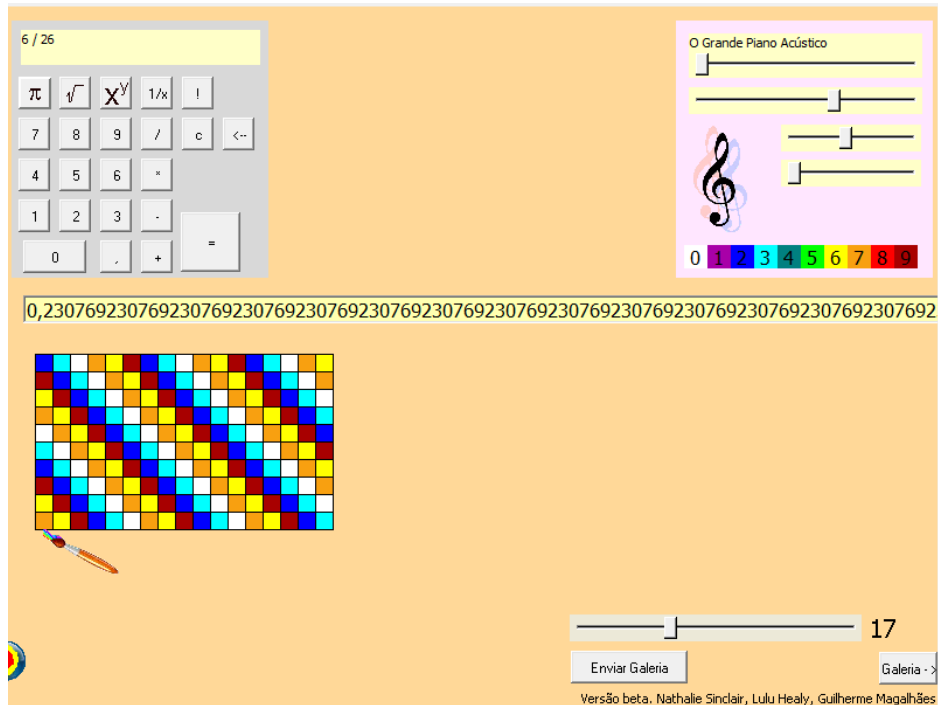 6 / 26
π √ X^y 1/x !
7 8 9 / c <--
4 5 6 *
1 2 3 -
0 , + =
O Grande Piano Acústico
0 1 2 3 4 5 6 7 8 9
0,2307692307692307692307692307692307692307692307692307692307692307692307692
17
Enviar Galeria
Galeria - >
Versão beta. Nathalie Sinclair, Lulu Healy, Guilherme Magalhães